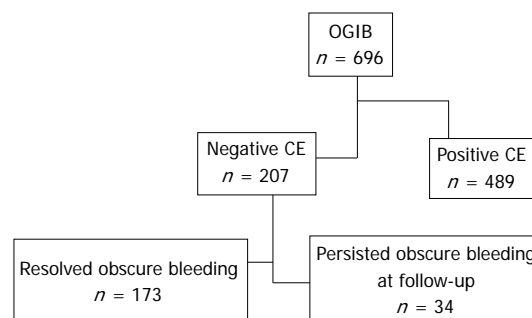 OGIB
n = 696
Negative CE
n = 207
Positive CE
n = 489
Resolved obscure bleeding
n = 173
Persisted obscure bleeding
at follow-up
n = 34